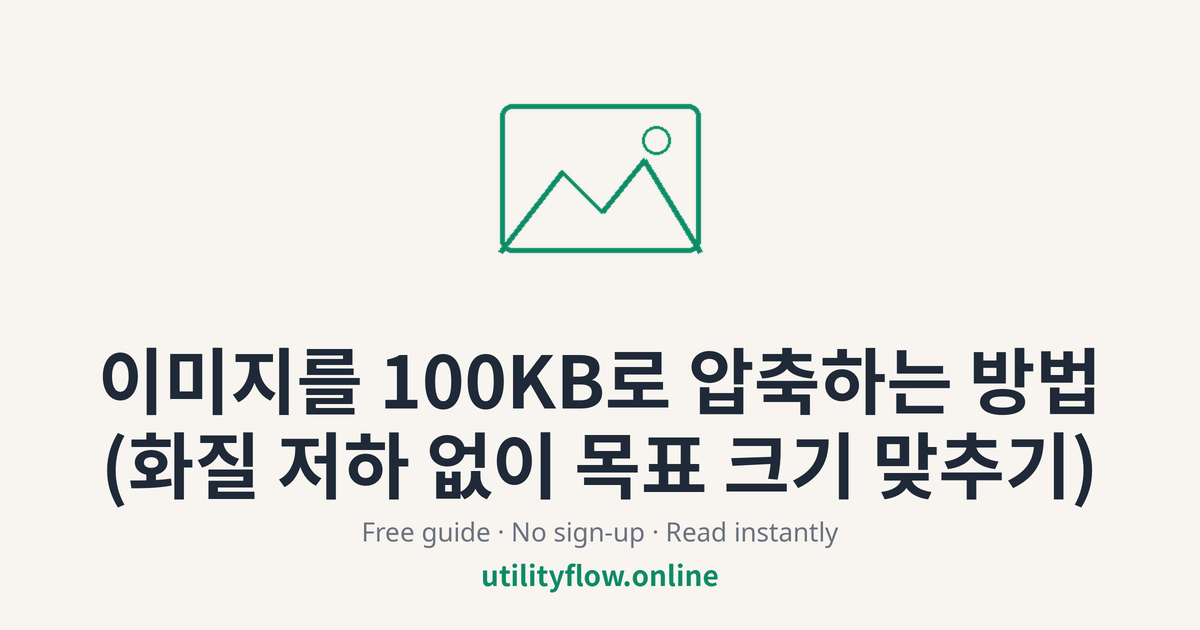 이미지를 100KB로 압축하는 방법
(화질 저하 없이 목표 크기 맞추기)
Free guide · No sign-up · Read instantly
utilityflow.online